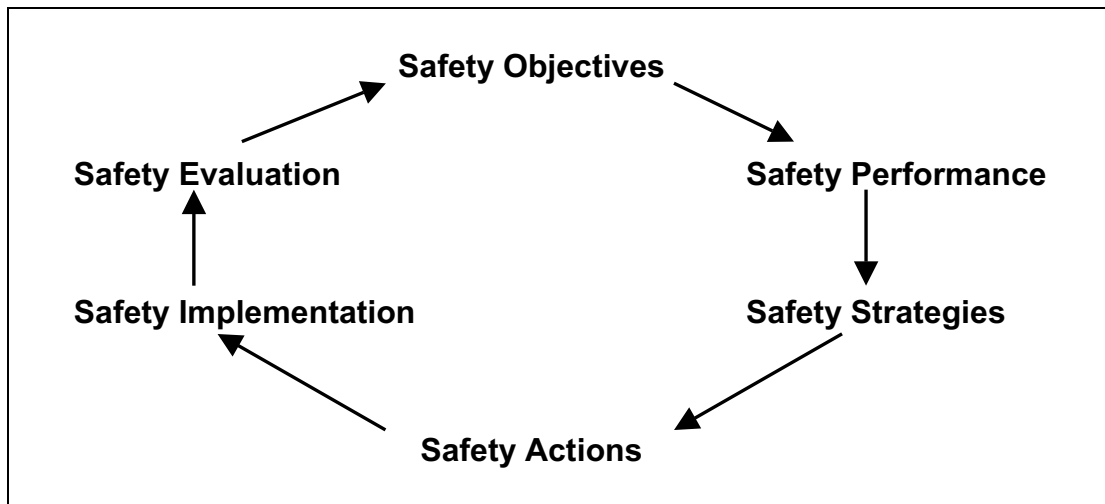 Safety Objectives
Safety Evaluation
Safety Performance
Safety Implementation
Safety Strategies
Safety Actions